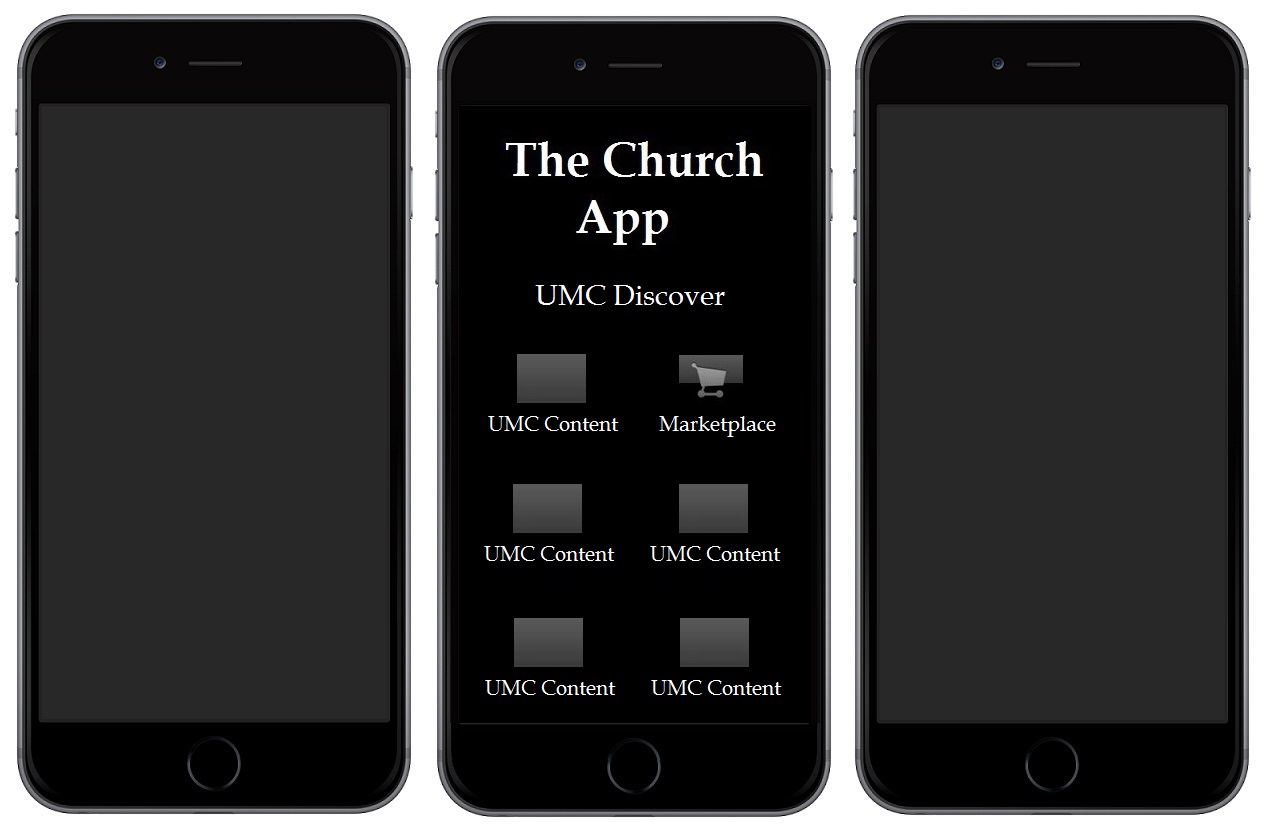 The Church
App
UMC Discover
UMC Content
Marketplace
UMC Content
UMC Content
UMC Content
UMC Content